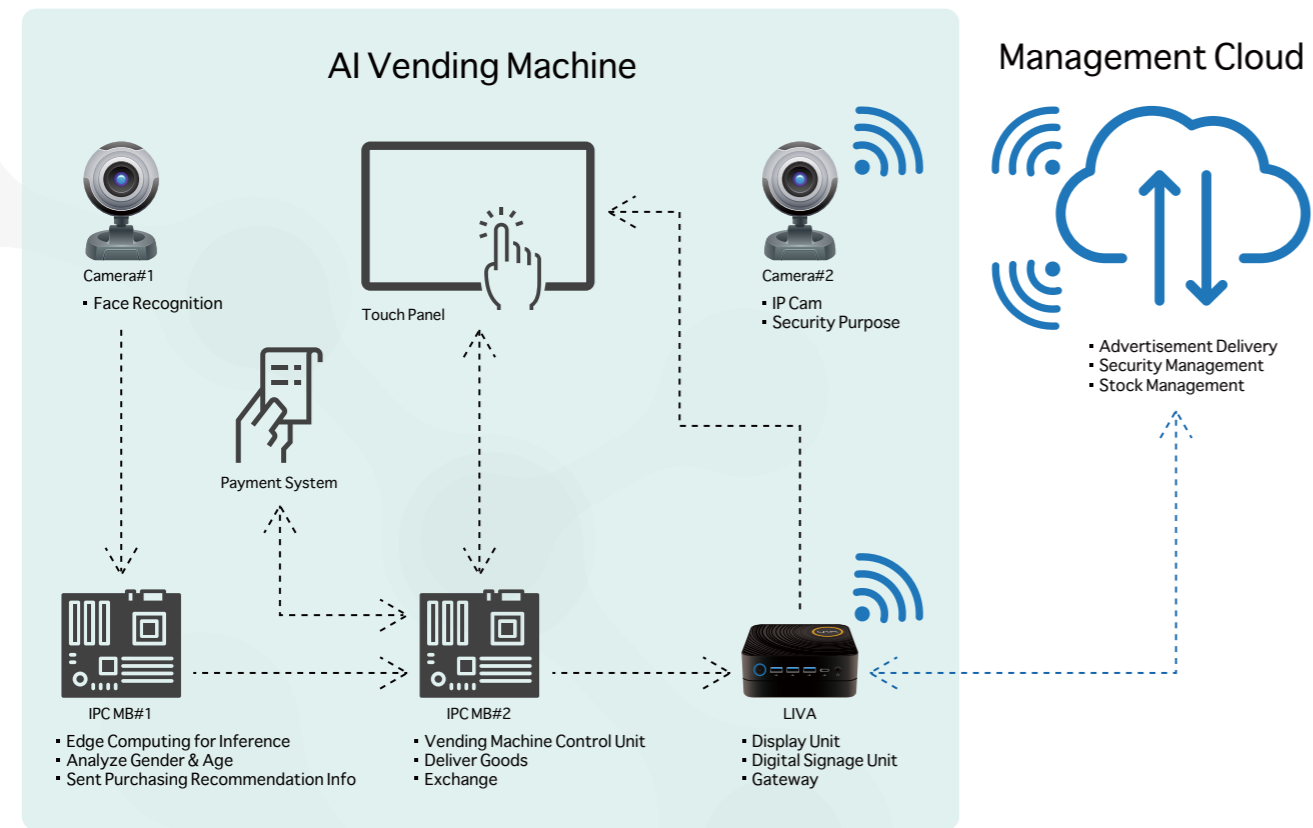 AI Vending Machine
Management Cloud
Camera#1
▪ Face Recognition
Touch Panel
Camera#2
▪ IP Cam
▪ Security Purpose
▪ Advertisement Delivery
▪ Security Management
▪ Stock Management
Payment System
IPC MB#1
▪ Edge Computing for Inference
▪ Analyze Gender & Age
▪ Sent Purchasing Recommendation Info
IPC MB#2
▪ Vending Machine Control Unit
▪ Deliver Goods
▪ Exchange
LIVA
LIVA
▪ Display Unit
▪ Digital Signage Unit
▪ Gateway